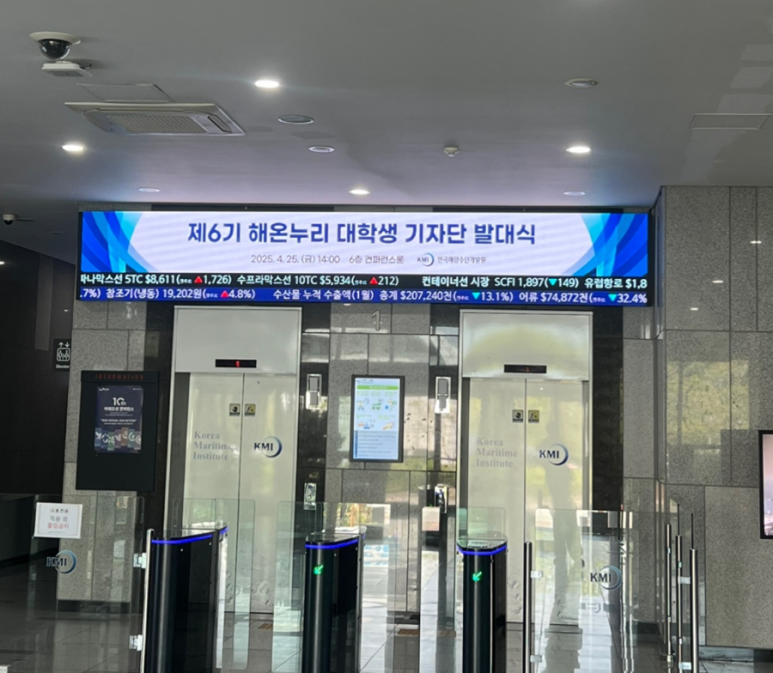 제6기 해온누리 대학생 기자단 발대식
2025. 4. 25. (금) 14:00 6층 컨퍼런스룸 KMI 한국해양수산개발원
나막스선 5TC $8,611( ▲1,726) 수프라막스선 10TC $5,934( ▲212) 컨테이너선 시장 SCFI 1,897( ▼149) 유럽항로 $1,8
.7%) 참조기(냉동) 19,202원( ▲4.8%) 수산물 누적 수출액(1월) 총계 $207,240천( ▼13.1%) 어류 $74,872천( ▼32.4%
1
INFORMATION
Korea
Maritime
Institute
KMI
Korea
Maritime
Institute
KMI
KMI
KMI